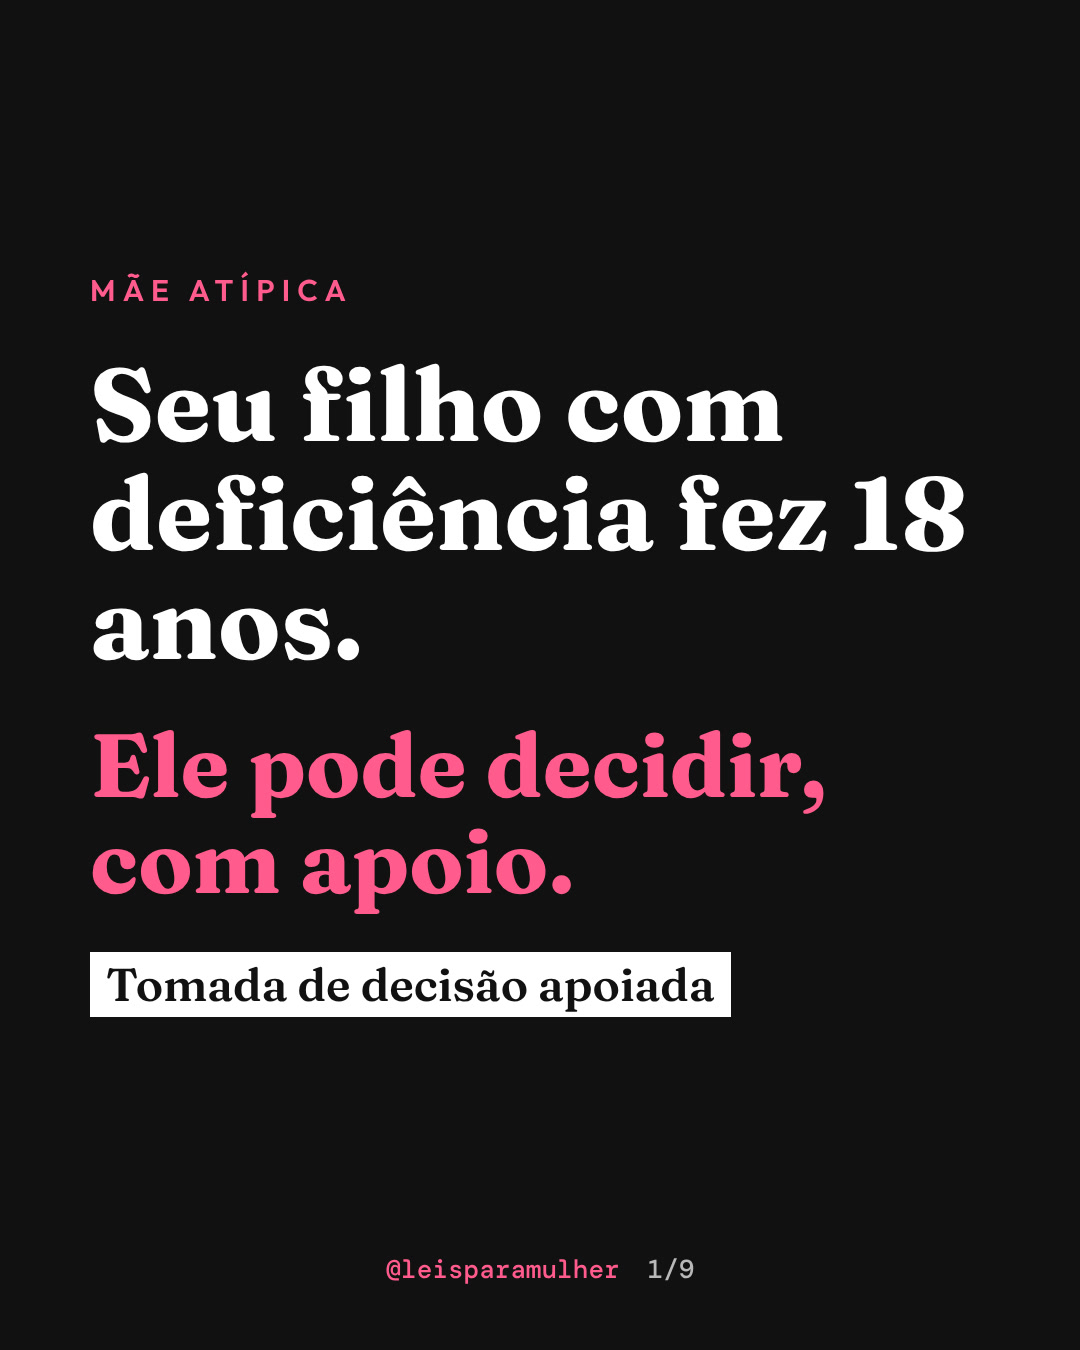 MÃE ATÍPICA
Seu filho com
deficiência fez 18
anos.
Ele pode decidir,
com apoio.
Tomada de decisão apoiada
@leisparamulher 1/9